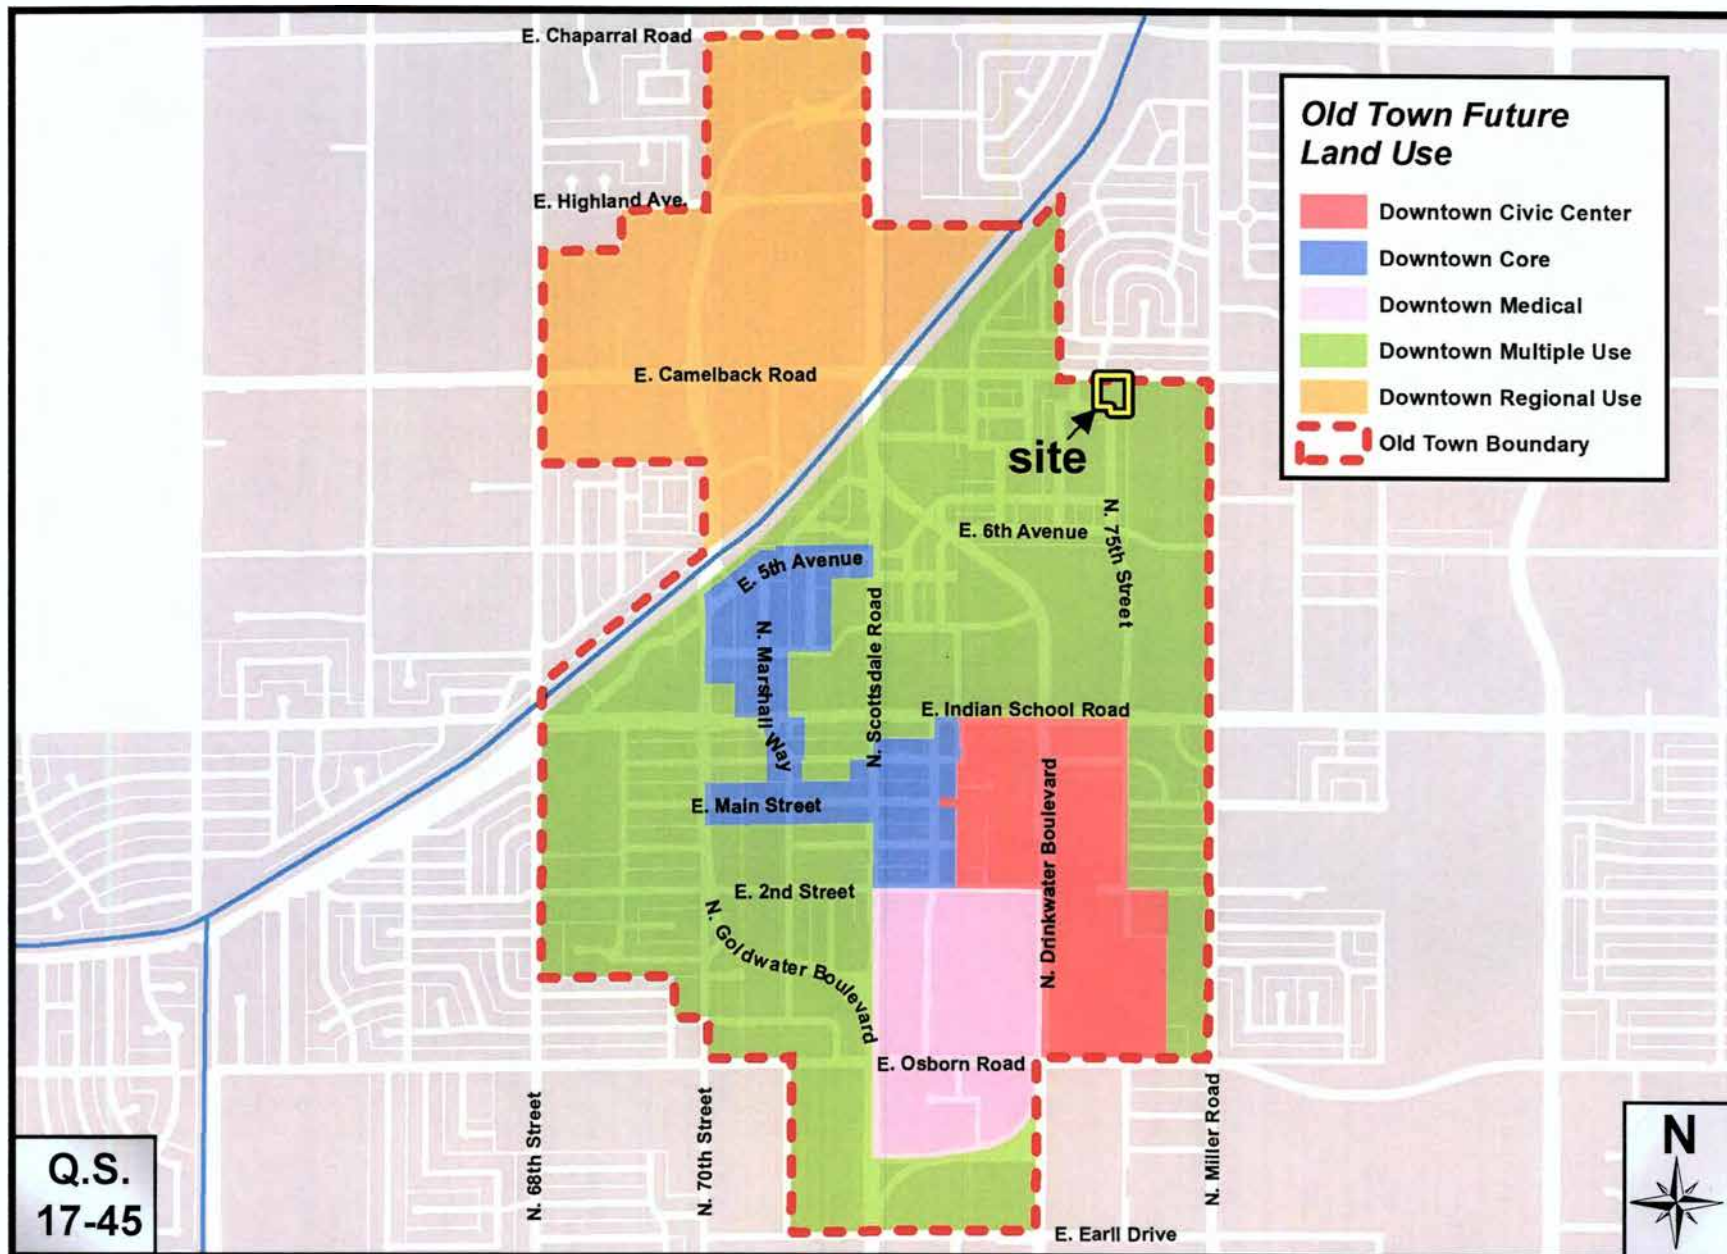 E. Chaparral Road
Old Town Future
Land Use
Downtown Civic Center
Downtown Core
Downtown Medical
Downtown Multiple Use
Downtown Regional Use
Old Town Boundary
E. Highland Ave.
E. Camelback Road
site
E. 6th Avenue
N. 75th Street
E. 5th Avenue
N. Marshall Way
N. Scottsdale Road
E. Indian School Road
E. Main Street
N. Drinkwater Boulevard
E. 2nd Street
N. Goldwater Boulevard
E. Osborn Road
N. 68th Street
N. 70th Street
N. Miller Road
E. Earll Drive
Q.S.
17-45
N